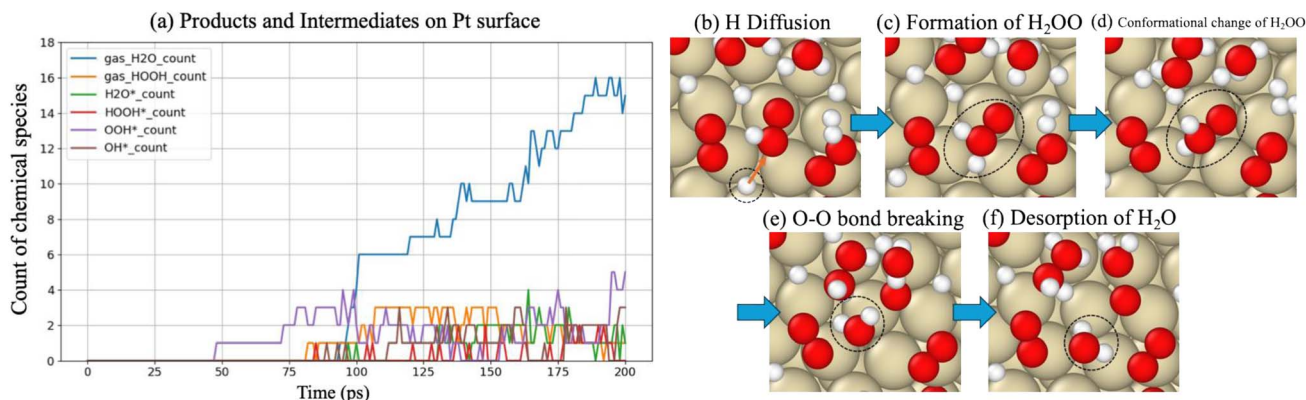 (a) Products and Intermediates on Pt surface
Count of chemical species
18
16
14
12
10
8
6
4
2
0
gas_H2O_count
gas_HOOH_count
H2O*_count
HOOH*_count
OOH*_count
OH*_count
0 25 50 75 100 125 150 175 200
Time (ps)
(b) H Diffusion
(c) Formation of H₂OO
(d) Conformational change of H₂OO
(e) O-O bond breaking
(f) Desorption of H₂O